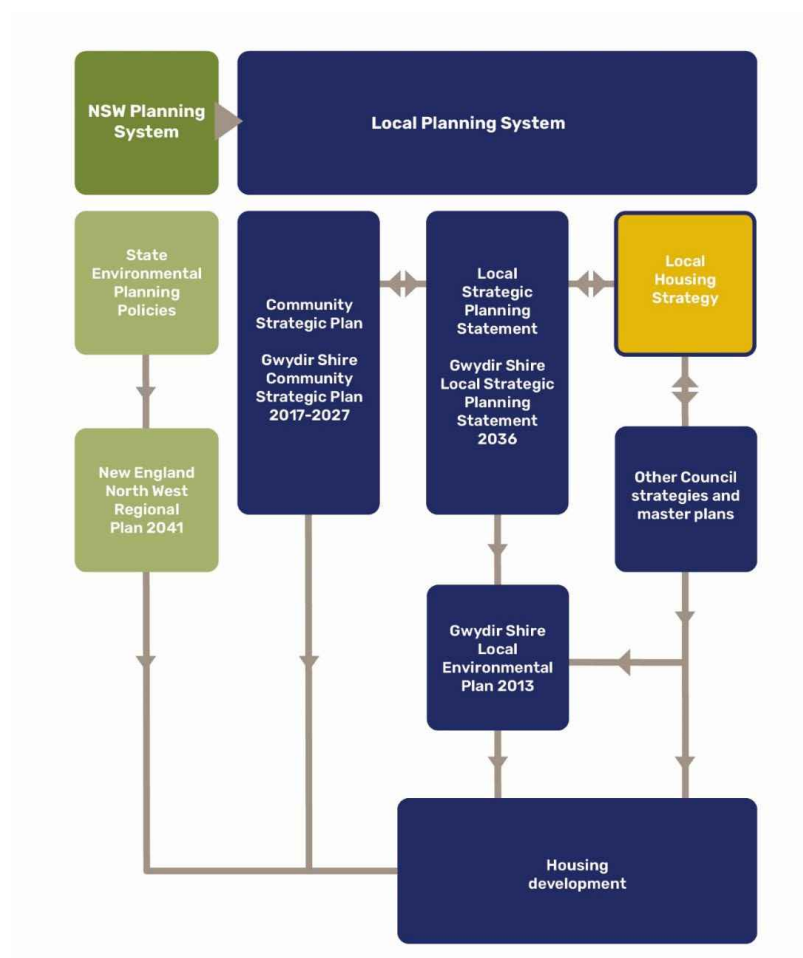 NSW Planning
System
Local Planning System
State
Environmental
Planning
Policies
Community
Strategic Plan
Gwydir Shire
Community
Strategic Plan
2017-2027
Local
Strategic
Planning
Statement
Gwydir Shire
Local Strategic
Planning
Statement
2036
Local
Housing
Strategy
New England
North West
Regional
Plan 2041
Other Council
strategies and
master plans
Gwydir Shire
Local
Environmental
Plan 2013
Housing
development